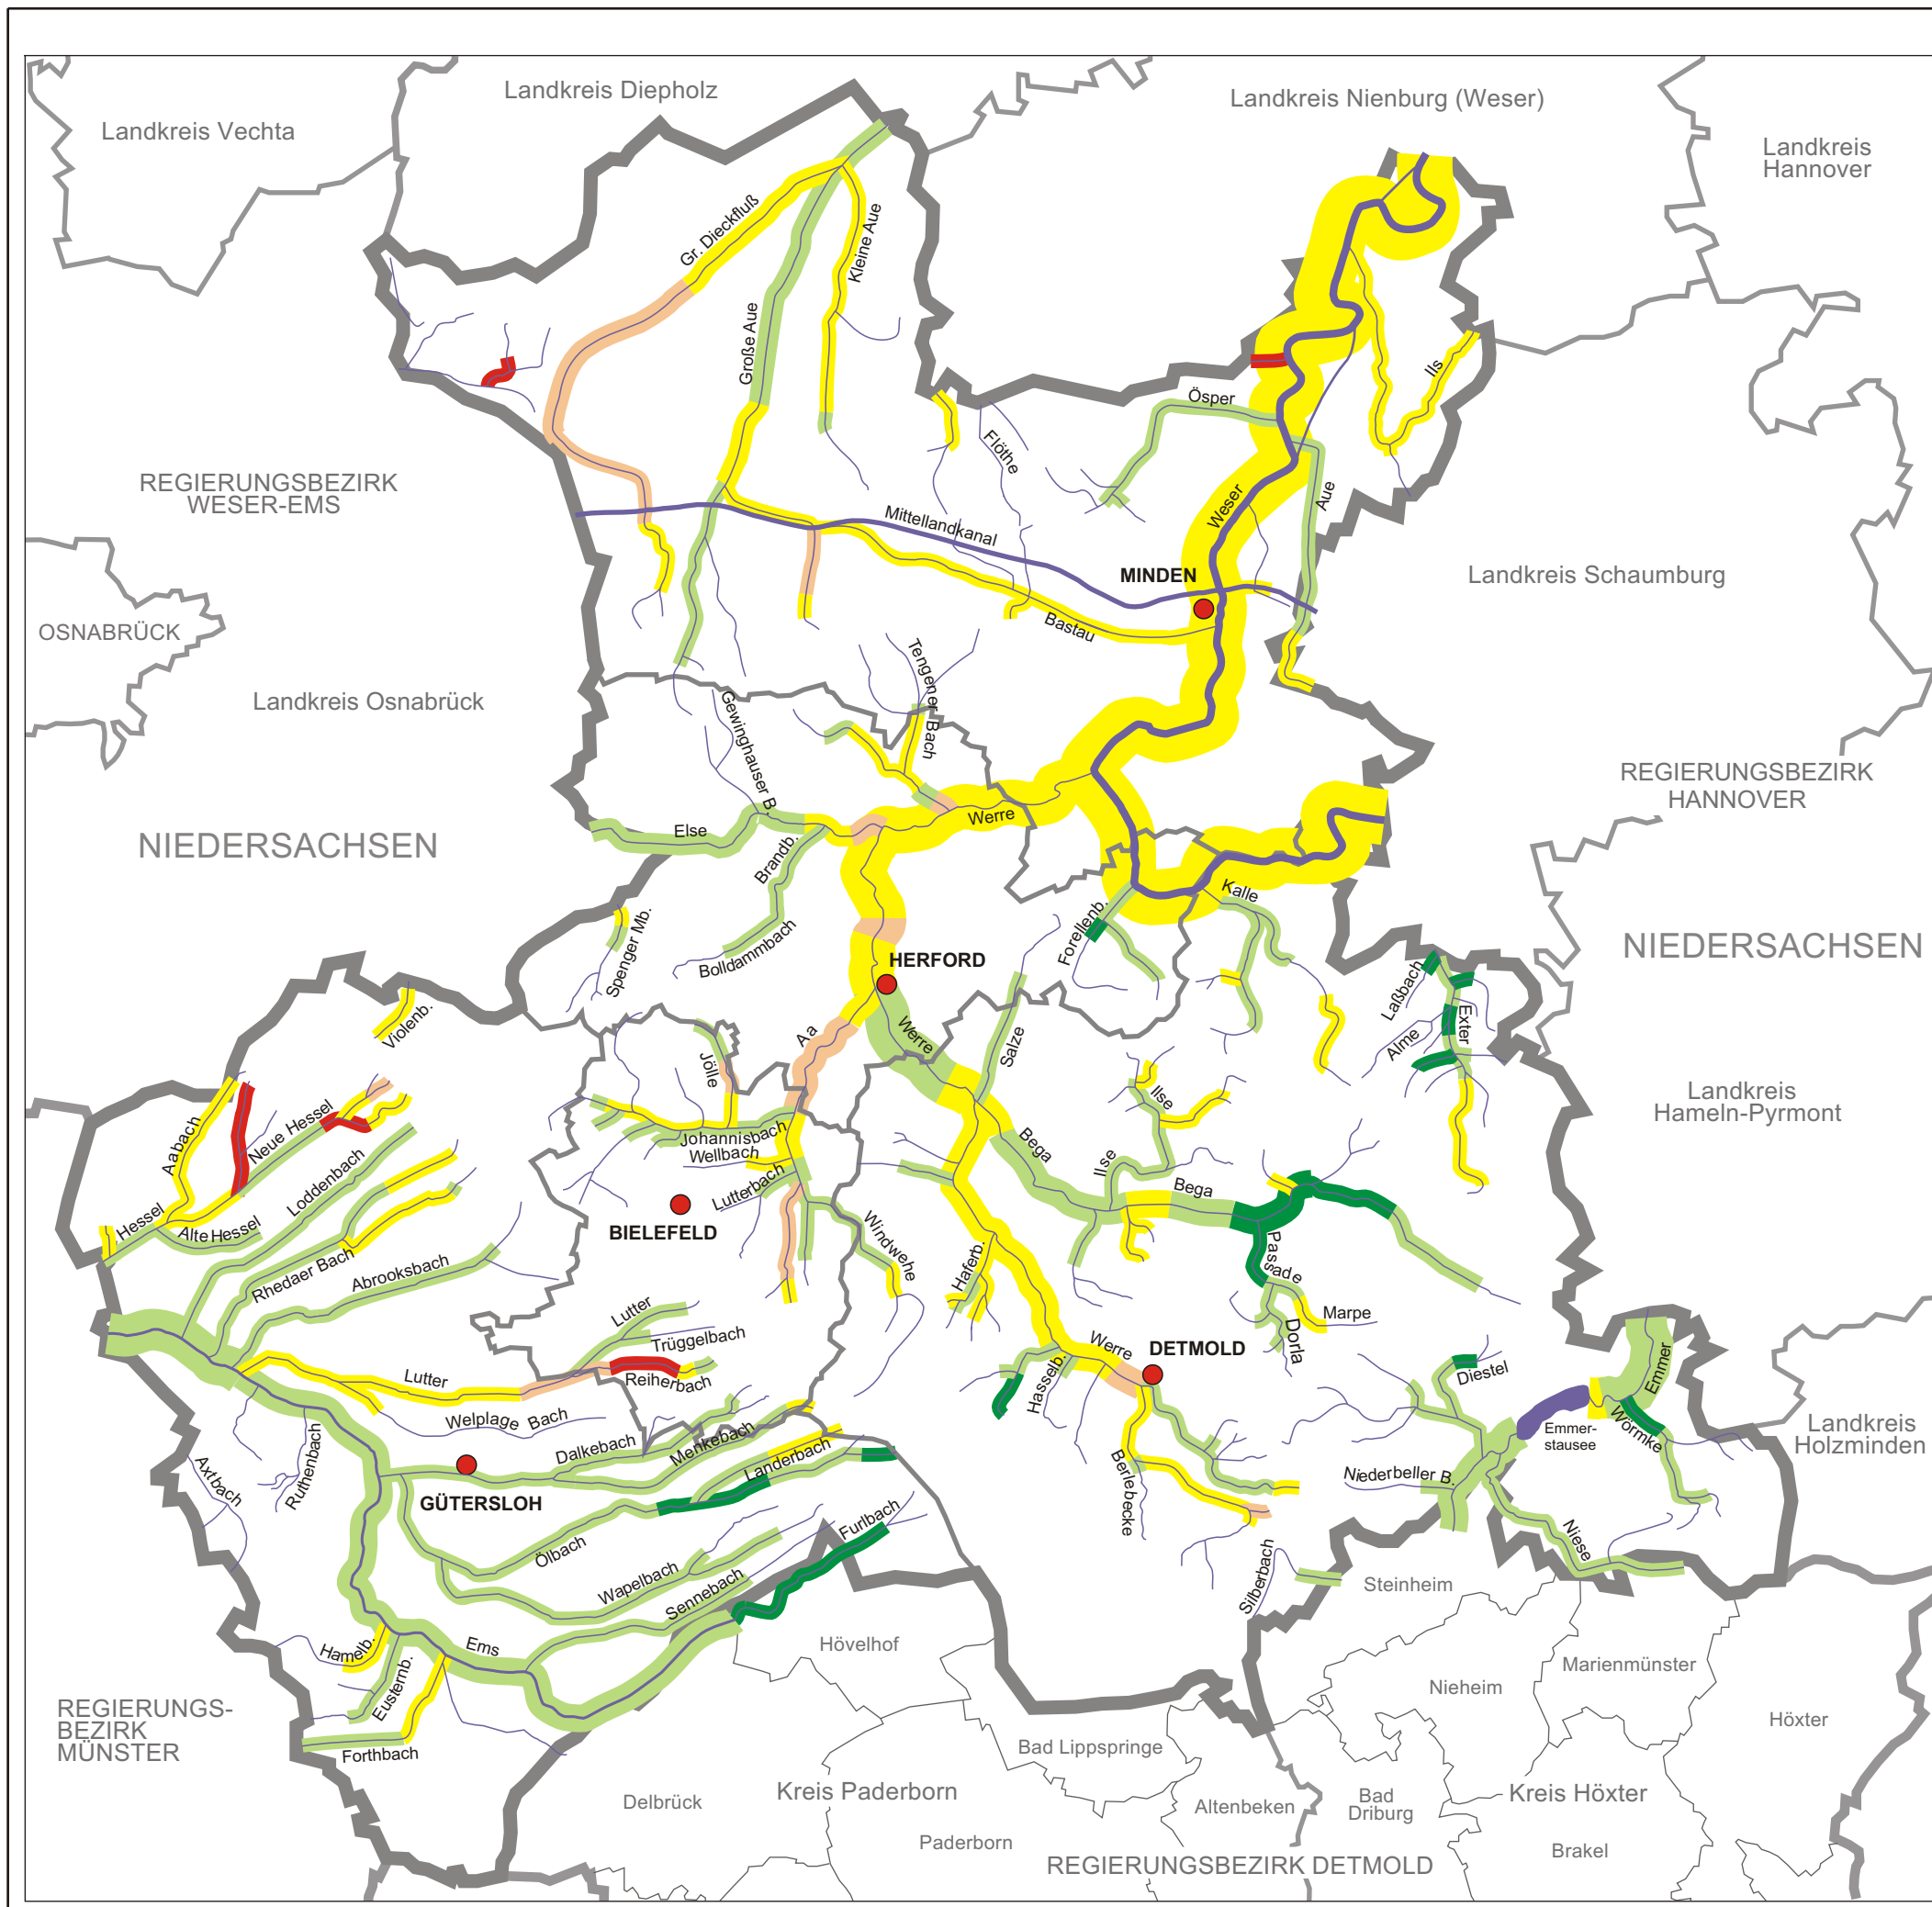 Landkreis Diepholz
Landkreis Nienburg (Weser)
Landkreis Vechta
Landkreis
Hannover
Gr. Dieckfluß
Kleine Aue
Große Aue
Ils
Ösper
Flöthe
REGIERUNGSBEZIRK
WESER-EMS
Mittellandkanal
Weser
Aue
MINDEN
Landkreis Schaumburg
OSNABRÜCK
Bastau
Tengener Bach
Landkreis Osnabrück
Gewinghauser B.
REGIERUNGSBEZIRK
HANNOVER
Werre
Else
NIEDERSACHSEN
Brandb.
Kalle
Forellenb.
Spenger Mb.
Bolldammbach
HERFORD
NIEDERSACHSEN
Laßbach
Violenb.
Aa
Werre
Salze
Alme
Exter
Jölle
Ilse
Landkreis
Hameln-Pyrmont
Aabach
Neue Hessel
Loddenbach
Johannisbach
Wellbach
Bega
Ilse
Lutterbach
Bega
Hessel
Alte Hessel
BIELEFELD
Windwehe
Rhedaer Bach
Abrooksbach
Haferb.
Passade
Marpe
Dorla
Lutter
Trüggelbach
Werre
DETMOLD
Lutter
Reiherbach
Hasselb.
Diestel
Emmer
Welplage Bach
Wörmke
Emmer-
stausee
Landkreis
Holzminden
Ruthenbach
Axtbach
Dalkebach
Menkebach
Landerbach
Niederbeller B.
GÜTERSLOH
Berlebecke
Furlbach
Ölbach
Niese
Wapelbach
Sennebach
Silberbach
Steinheim
Hövelhof
Hamelb.
Ems
Eusternb.
Marienmünster
Nieheim
REGIERUNGS-
BEZIRK
MÜNSTER
Forthbach
Höxter
Bad Lippspringe
Kreis Paderborn
Kreis Höxter
Delbrück
Altenbeken
Bad
Driburg
Paderborn
Brakel
REGIERUNGSBEZIRK DETMOLD